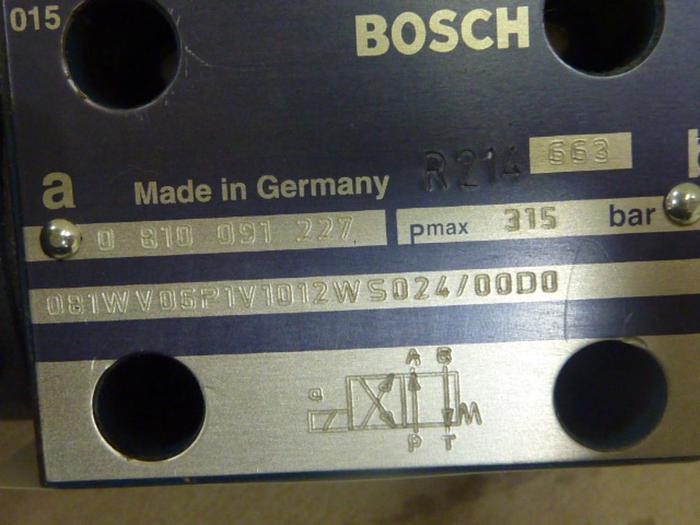 015
BOSCH
R214 663
a
Made in Germany
0 810 091 227
Pmax 315 bar
081WV05P1V1012WS024/00D0
A B
a
P T